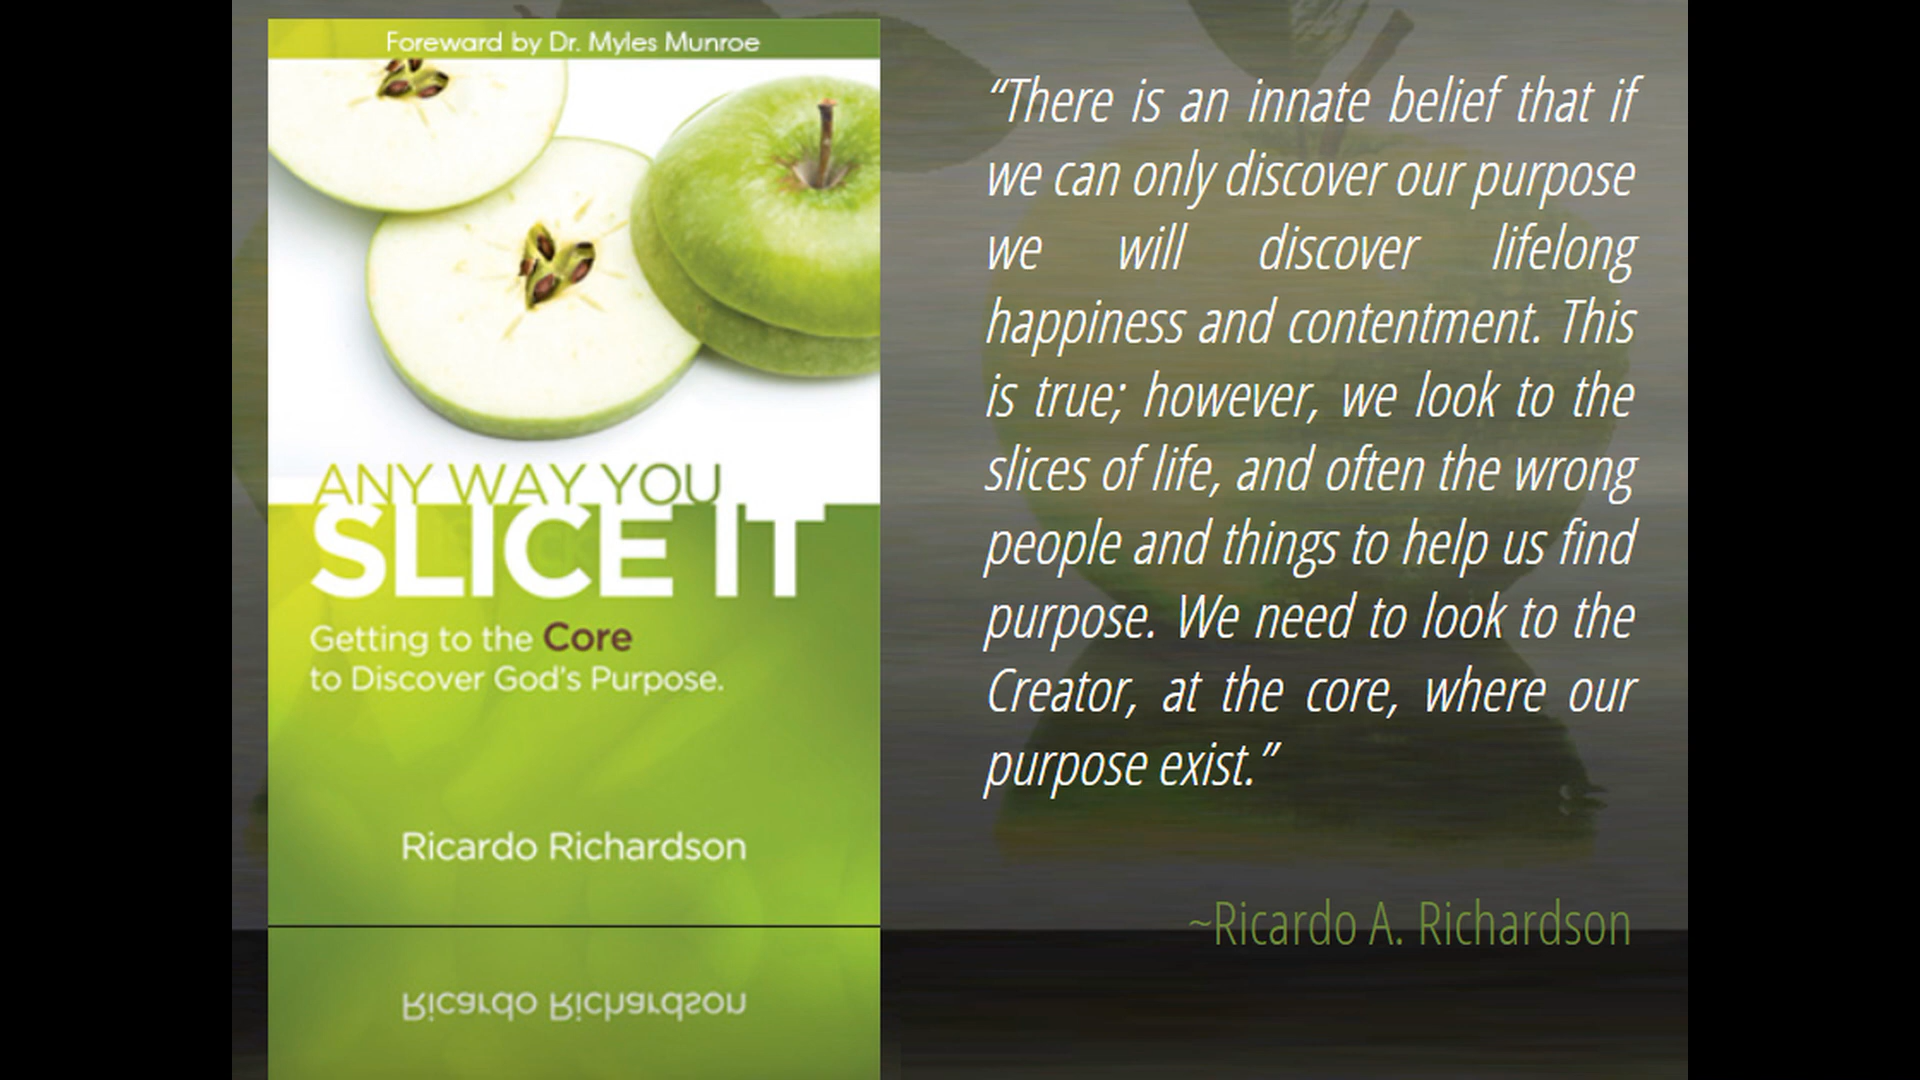 Foreward by Dr. Myles Munroe
ANY WAY YOU
SLICE IT
Getting to the Core
to Discover God's Purpose.
Ricardo Richardson
Ricardo Richardson
“There is an innate belief that if
we can only discover our purpose
we will discover lifelong
happiness and contentment. This
is true; however, we look to the
slices of life, and often the wrong
people and things to help us find
purpose. We need to look to the
Creator, at the core, where our
purpose exist.”
~Ricardo A. Richardson